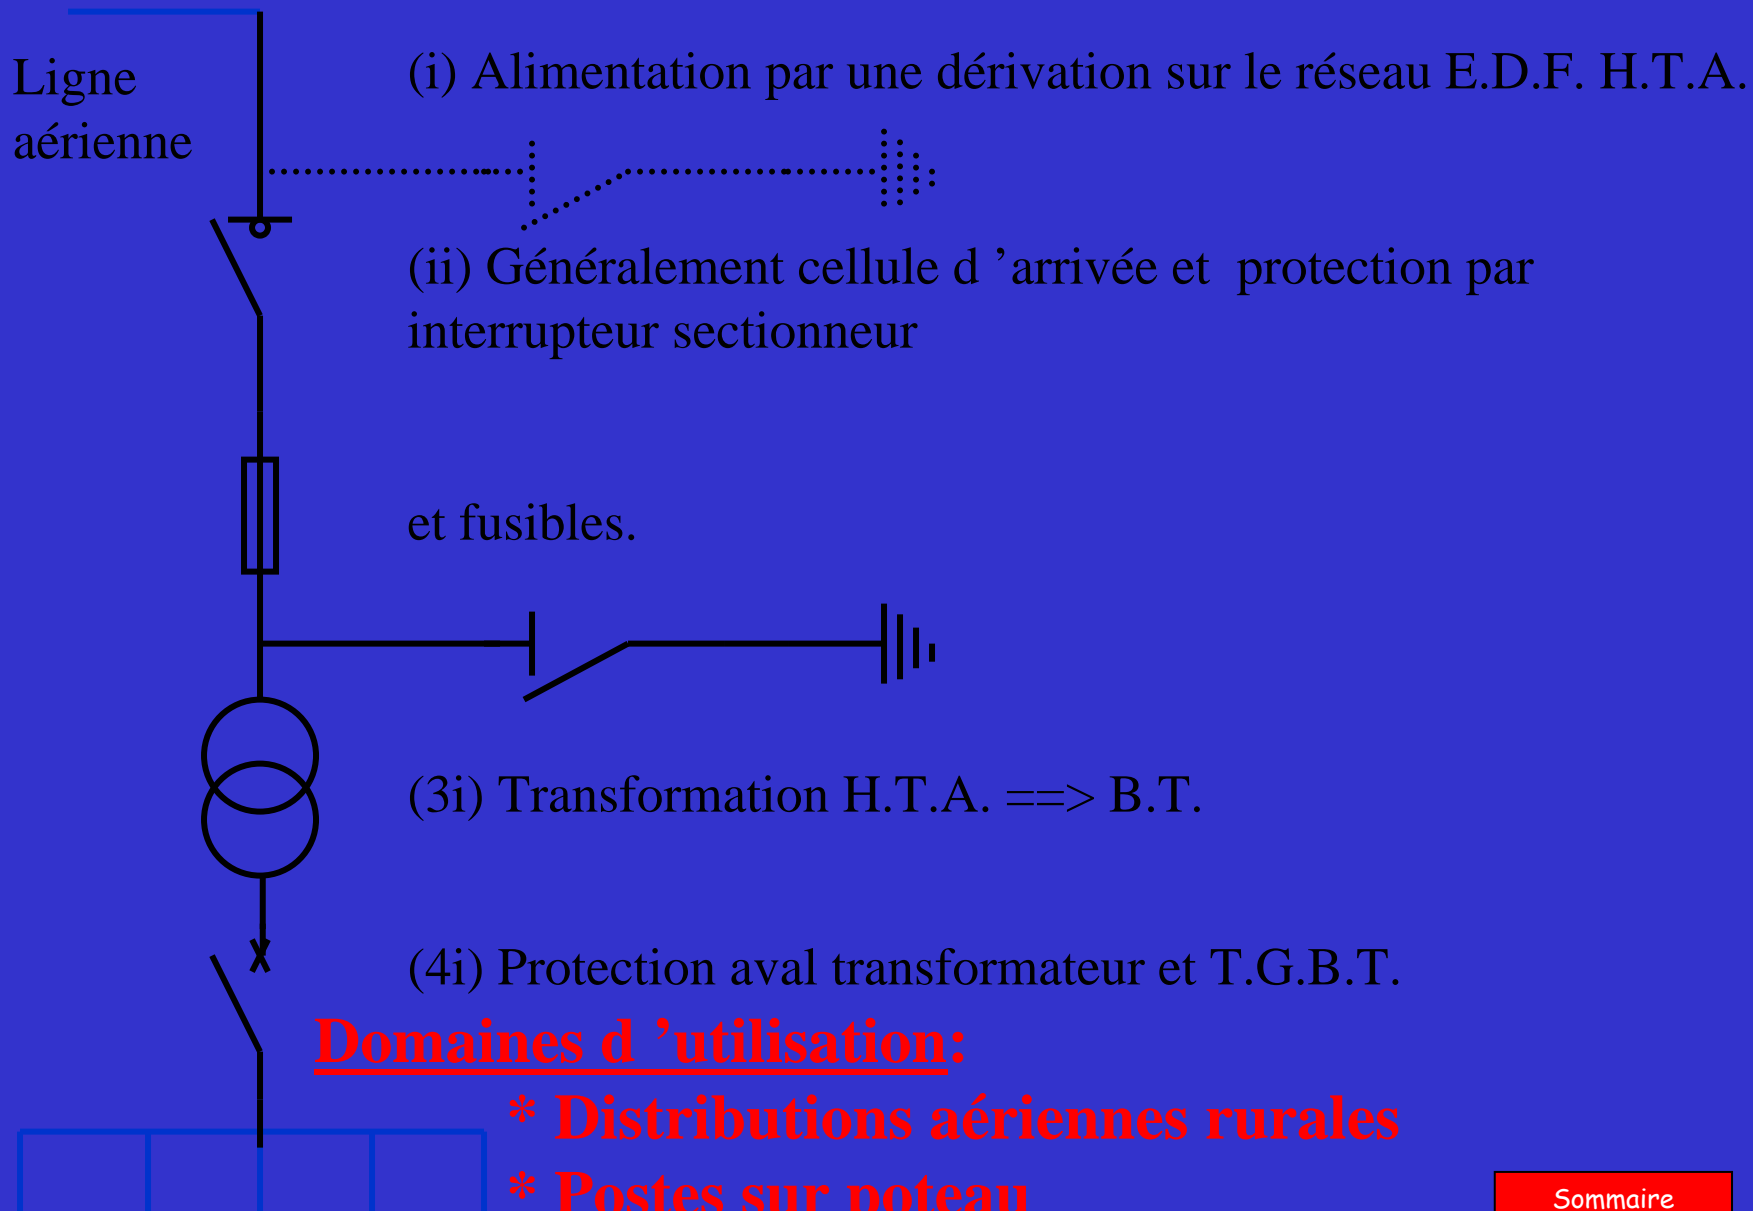 Ligne
aérienne
(i) Alimentation par une dérivation sur le réseau E.D.F. H.T.A.
(ii) Généralement cellule d ’arrivée et  protection par
interrupteur sectionneur
et fusibles.
(3i) Transformation H.T.A. ==> B.T.
(4i) Protection aval transformateur et T.G.B.T.
Domaines d ’utilisation:
* Distributions aériennes rurales
* Postes sur poteau
Sommaire